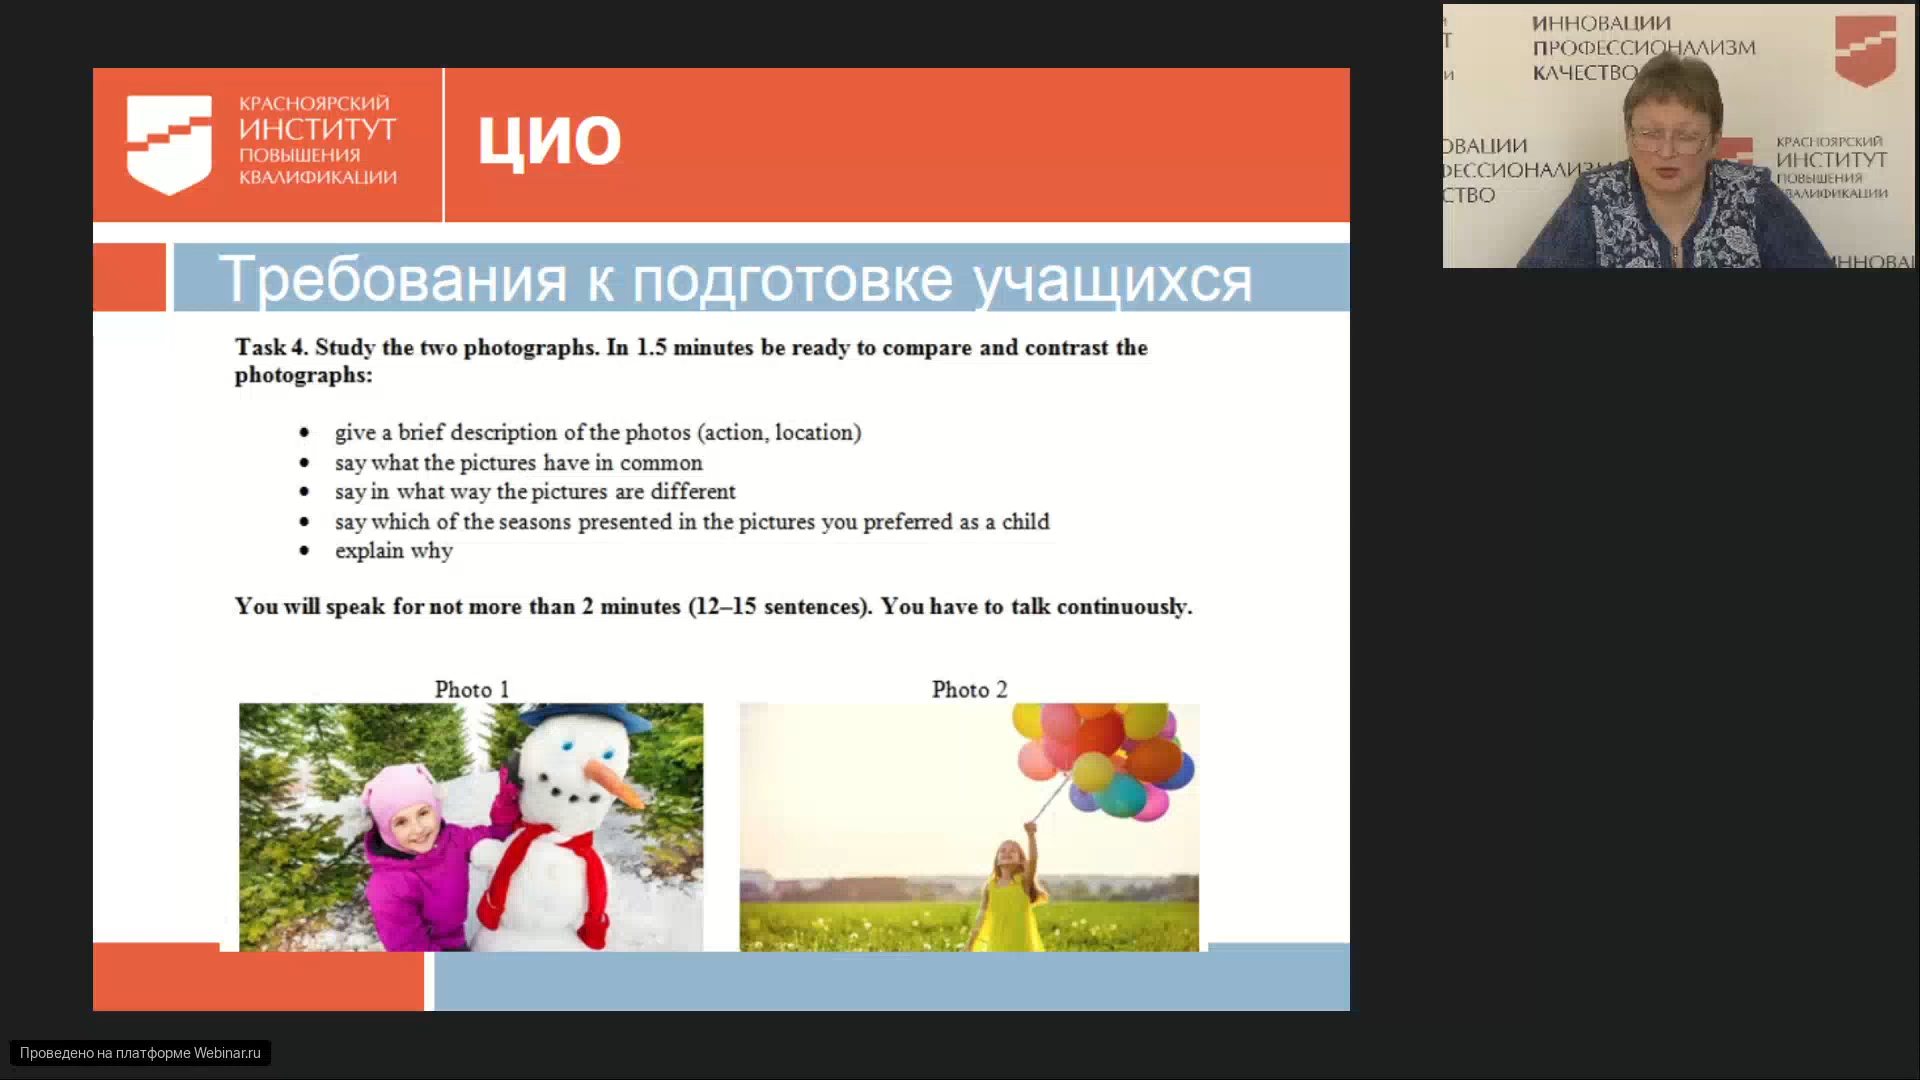 КРАСНОЯРСКИЙ
ИНСТИТУТ
ПОВЫШЕНИЯ
КВАЛИФИКАЦИИ
ЦИО
Требования к подготовке учащихся
Task 4. Study the two photographs. In 1.5 minutes be ready to compare and contrast the
photographs:
• give a brief description of the photos (action, location)
• say what the pictures have in common
• say in what way the pictures are different
• say which of the seasons presented in the pictures you preferred as a child
• explain why
You will speak for not more than 2 minutes (12–15 sentences). You have to talk continuously.
Photo 1
Photo 2
ИННОВАЦИИ
ПРОФЕССИОНАЛИЗМ
КАЧЕСТВО
Т
И
ОВАЦИИ
ФЕССИОНАЛИЗМ
СТВО
КРАСНОЯРСКИЙ
ИНСТИТУТ
ПОВЫШЕНИЯ
КВАЛИФИКАЦИИ
ИННОВАЦ
Проведено на платформе Webinar.ru